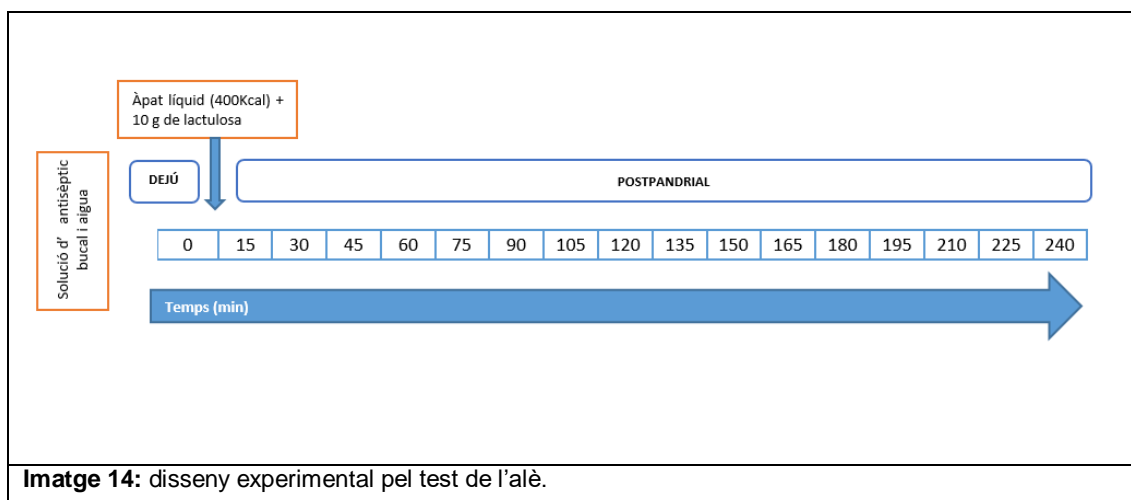 Àpat líquid (400Kcal) +
10 g de lactulosa
Solució d' antisèptic
bucal i aigua
DEJÚ
POSTPANDRIAL
0 15 30 45 60 75 90 105 120 135 150 165 180 195 210 225 240
Temps (min)
Imatge 14: disseny experimental pel test de l'alè.